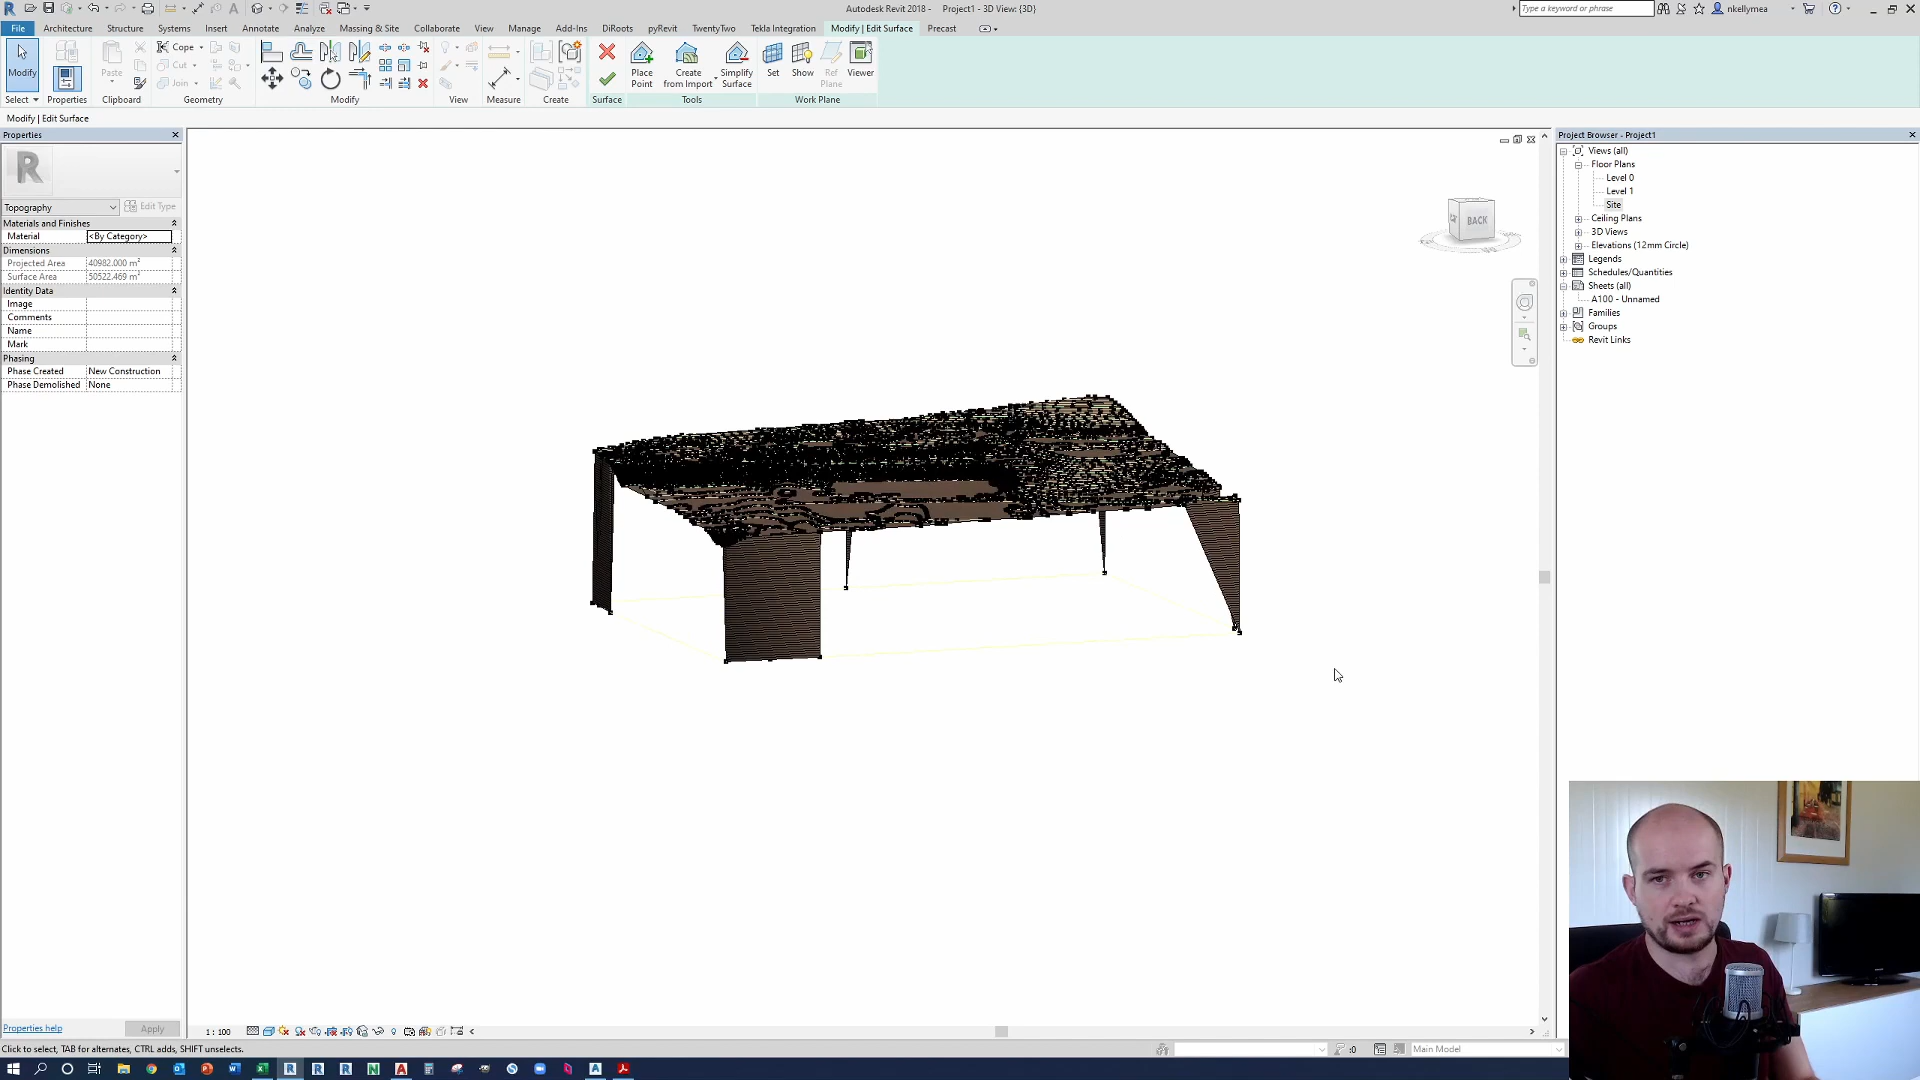 Autodesk Revit 2018 - Project1 - 3D View: {3D}
Type a keyword or phrase
nkellymea
File
Architecture
Structure
Systems
Insert
Annotate
Analyze
Massing & Site
Collaborate
View
Manage
Add-Ins
DiRoots
pyRevit
TwentyTwo
Tekla Integration
Modify | Edit Surface
Precast
Modify
Properties
Paste
Cope
Cut
Join
Place Point
Create from Import
Simplify Surface
Set
Show
Ref Plane
Viewer
Select
Properties
Clipboard
Geometry
Modify
View
Measure
Create
Surface
Tools
Work Plane
Modify | Edit Surface
Properties
Topography
Edit Type
Materials and Finishes
Material <By Category>
Dimensions
Projected Area 40982.000 m²
Surface Area 50522.469 m²
Identity Data
Image
Comments
Name
Mark
Phasing
Phase Created New Construction
Phase Demolished None
Properties help
Apply
BACK
Project Browser - Project1
Views (all)
Floor Plans
Level 0
Level 1
Site
Ceiling Plans
3D Views
Elevations (12mm Circle)
Legends
Schedules/Quantities
Sheets (all)
A100 - Unnamed
Families
Groups
Revit Links
1 : 100
Click to select, TAB for alternates, CTRL adds, SHIFT unselects.
:0
Main Model